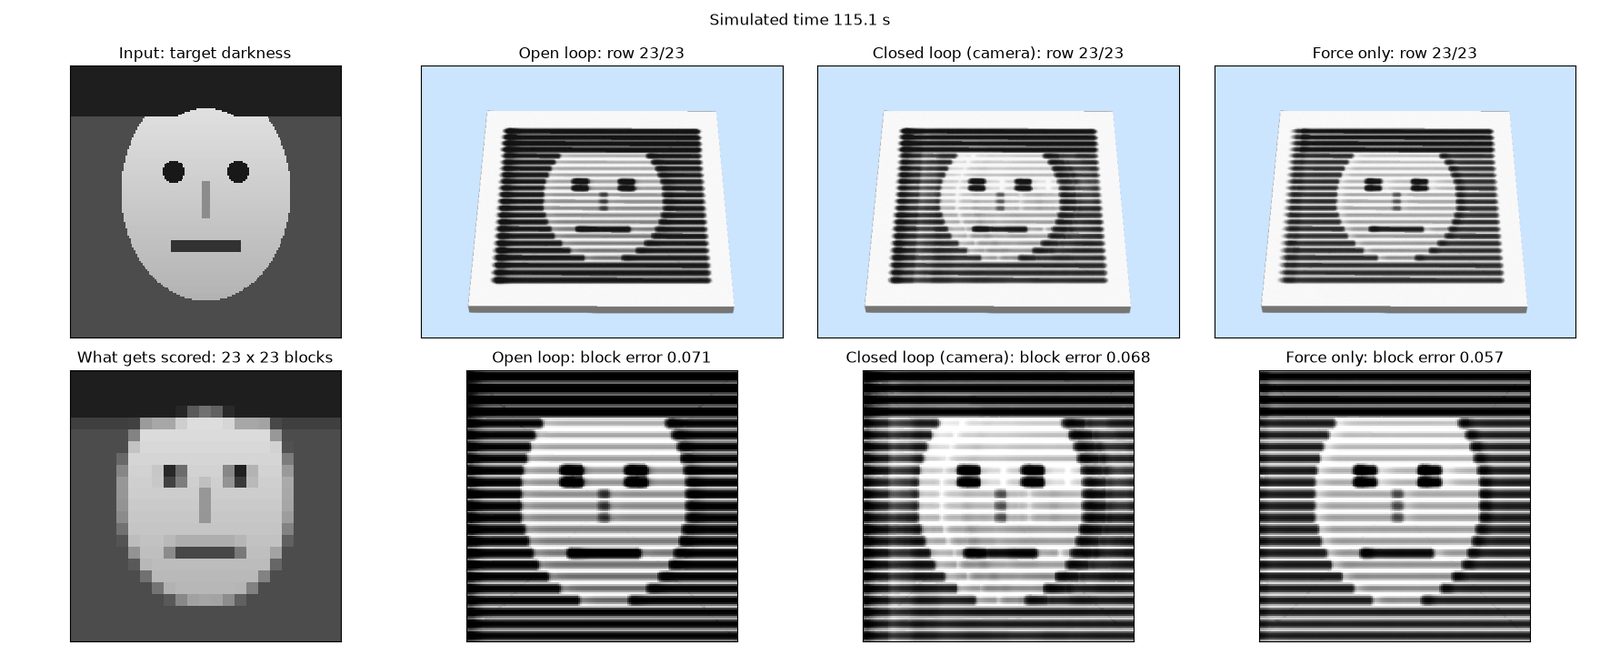 Simulated time 115.1 s
Input: target darkness
Open loop: row 23/23
Closed loop (camera): row 23/23
Force only: row 23/23
What gets scored: 23 x 23 blocks
Open loop: block error 0.071
Closed loop (camera): block error 0.068
Force only: block error 0.057